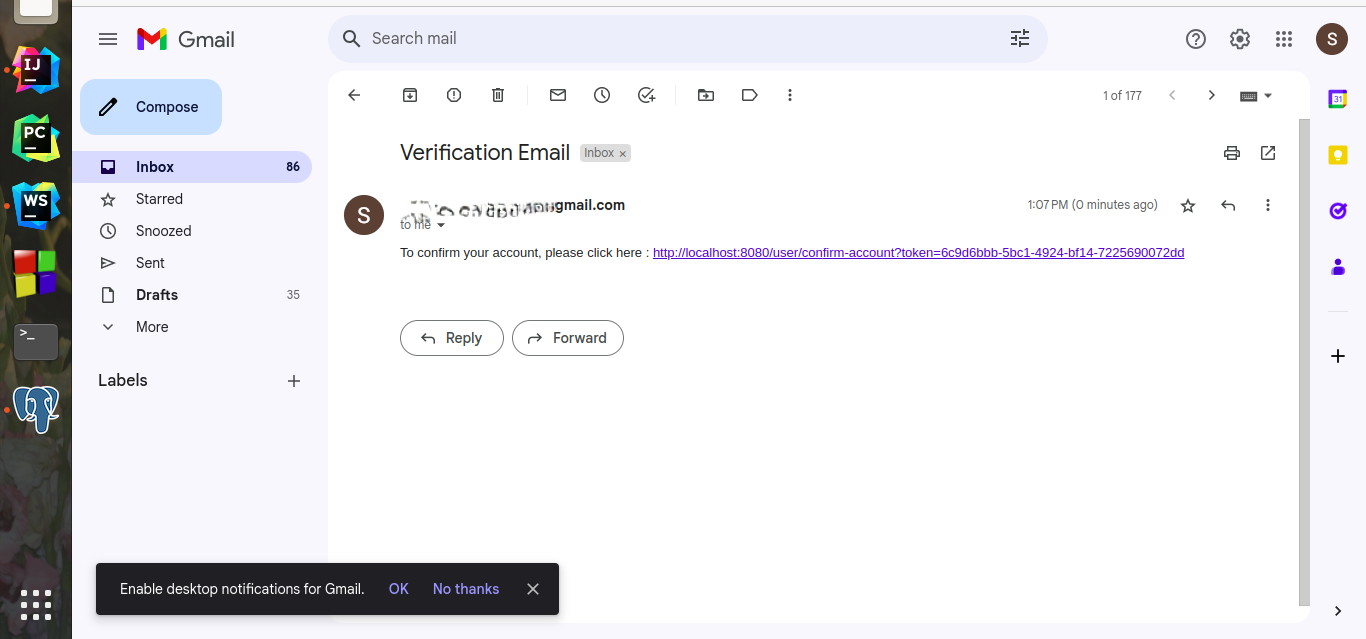 Gmail
Search mail
S
IJ
PC
WS
>_
Compose
Inbox 86
Starred
Snoozed
Sent
Drafts 35
More
Labels
1 of 177
31
Verification Email Inbox ×
S
gmail.com
1:07 PM (0 minutes ago)
to me
To confirm your account, please click here : http://localhost:8080/user/confirm-account?token=6c9d6bbb-5bc1-4924-bf14-7225690072dd
Reply Forward
Enable desktop notifications for Gmail. OK No thanks